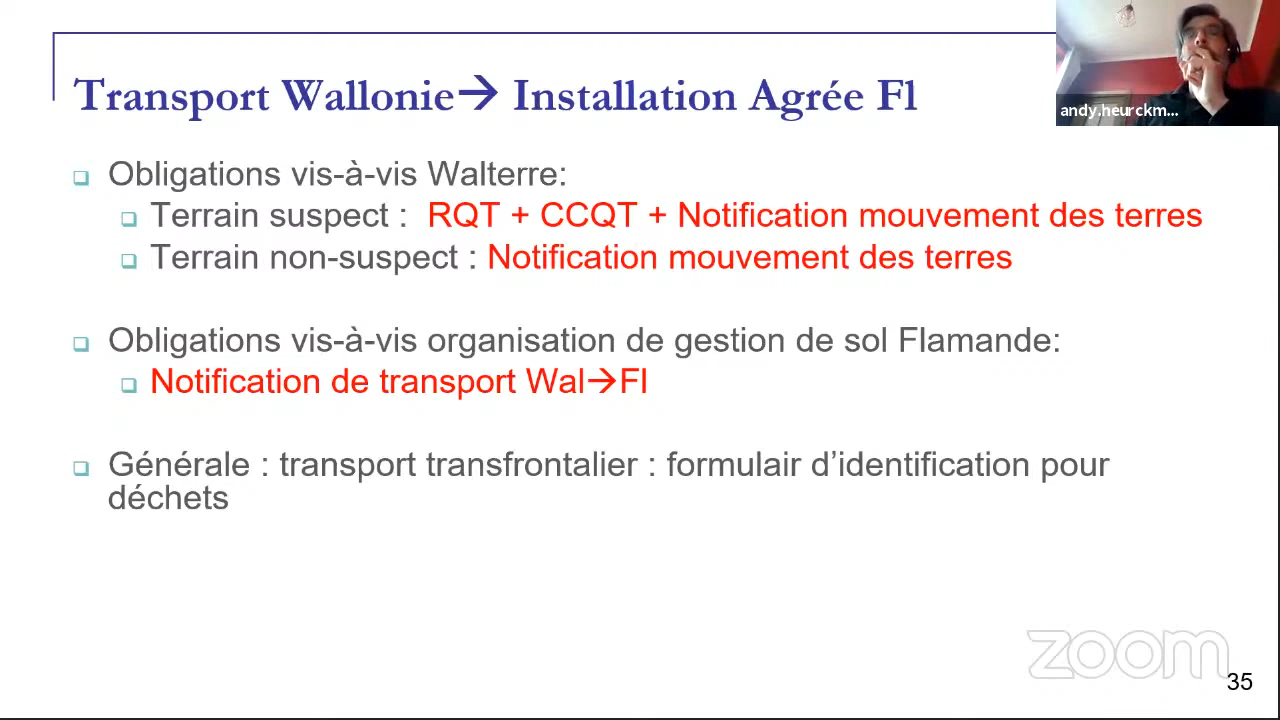 Transport Wallonie→ Installation Agrée Fl
andy.heurckm...
Obligations vis-à-vis Walterre:
Terrain suspect : RQT + CCQT + Notification mouvement des terres
Terrain non-suspect : Notification mouvement des terres
Obligations vis-à-vis organisation de gestion de sol Flamande:
Notification de transport Wal→Fl
Générale : transport transfrontalier : formulair d’identification pour
déchets
zoom
35